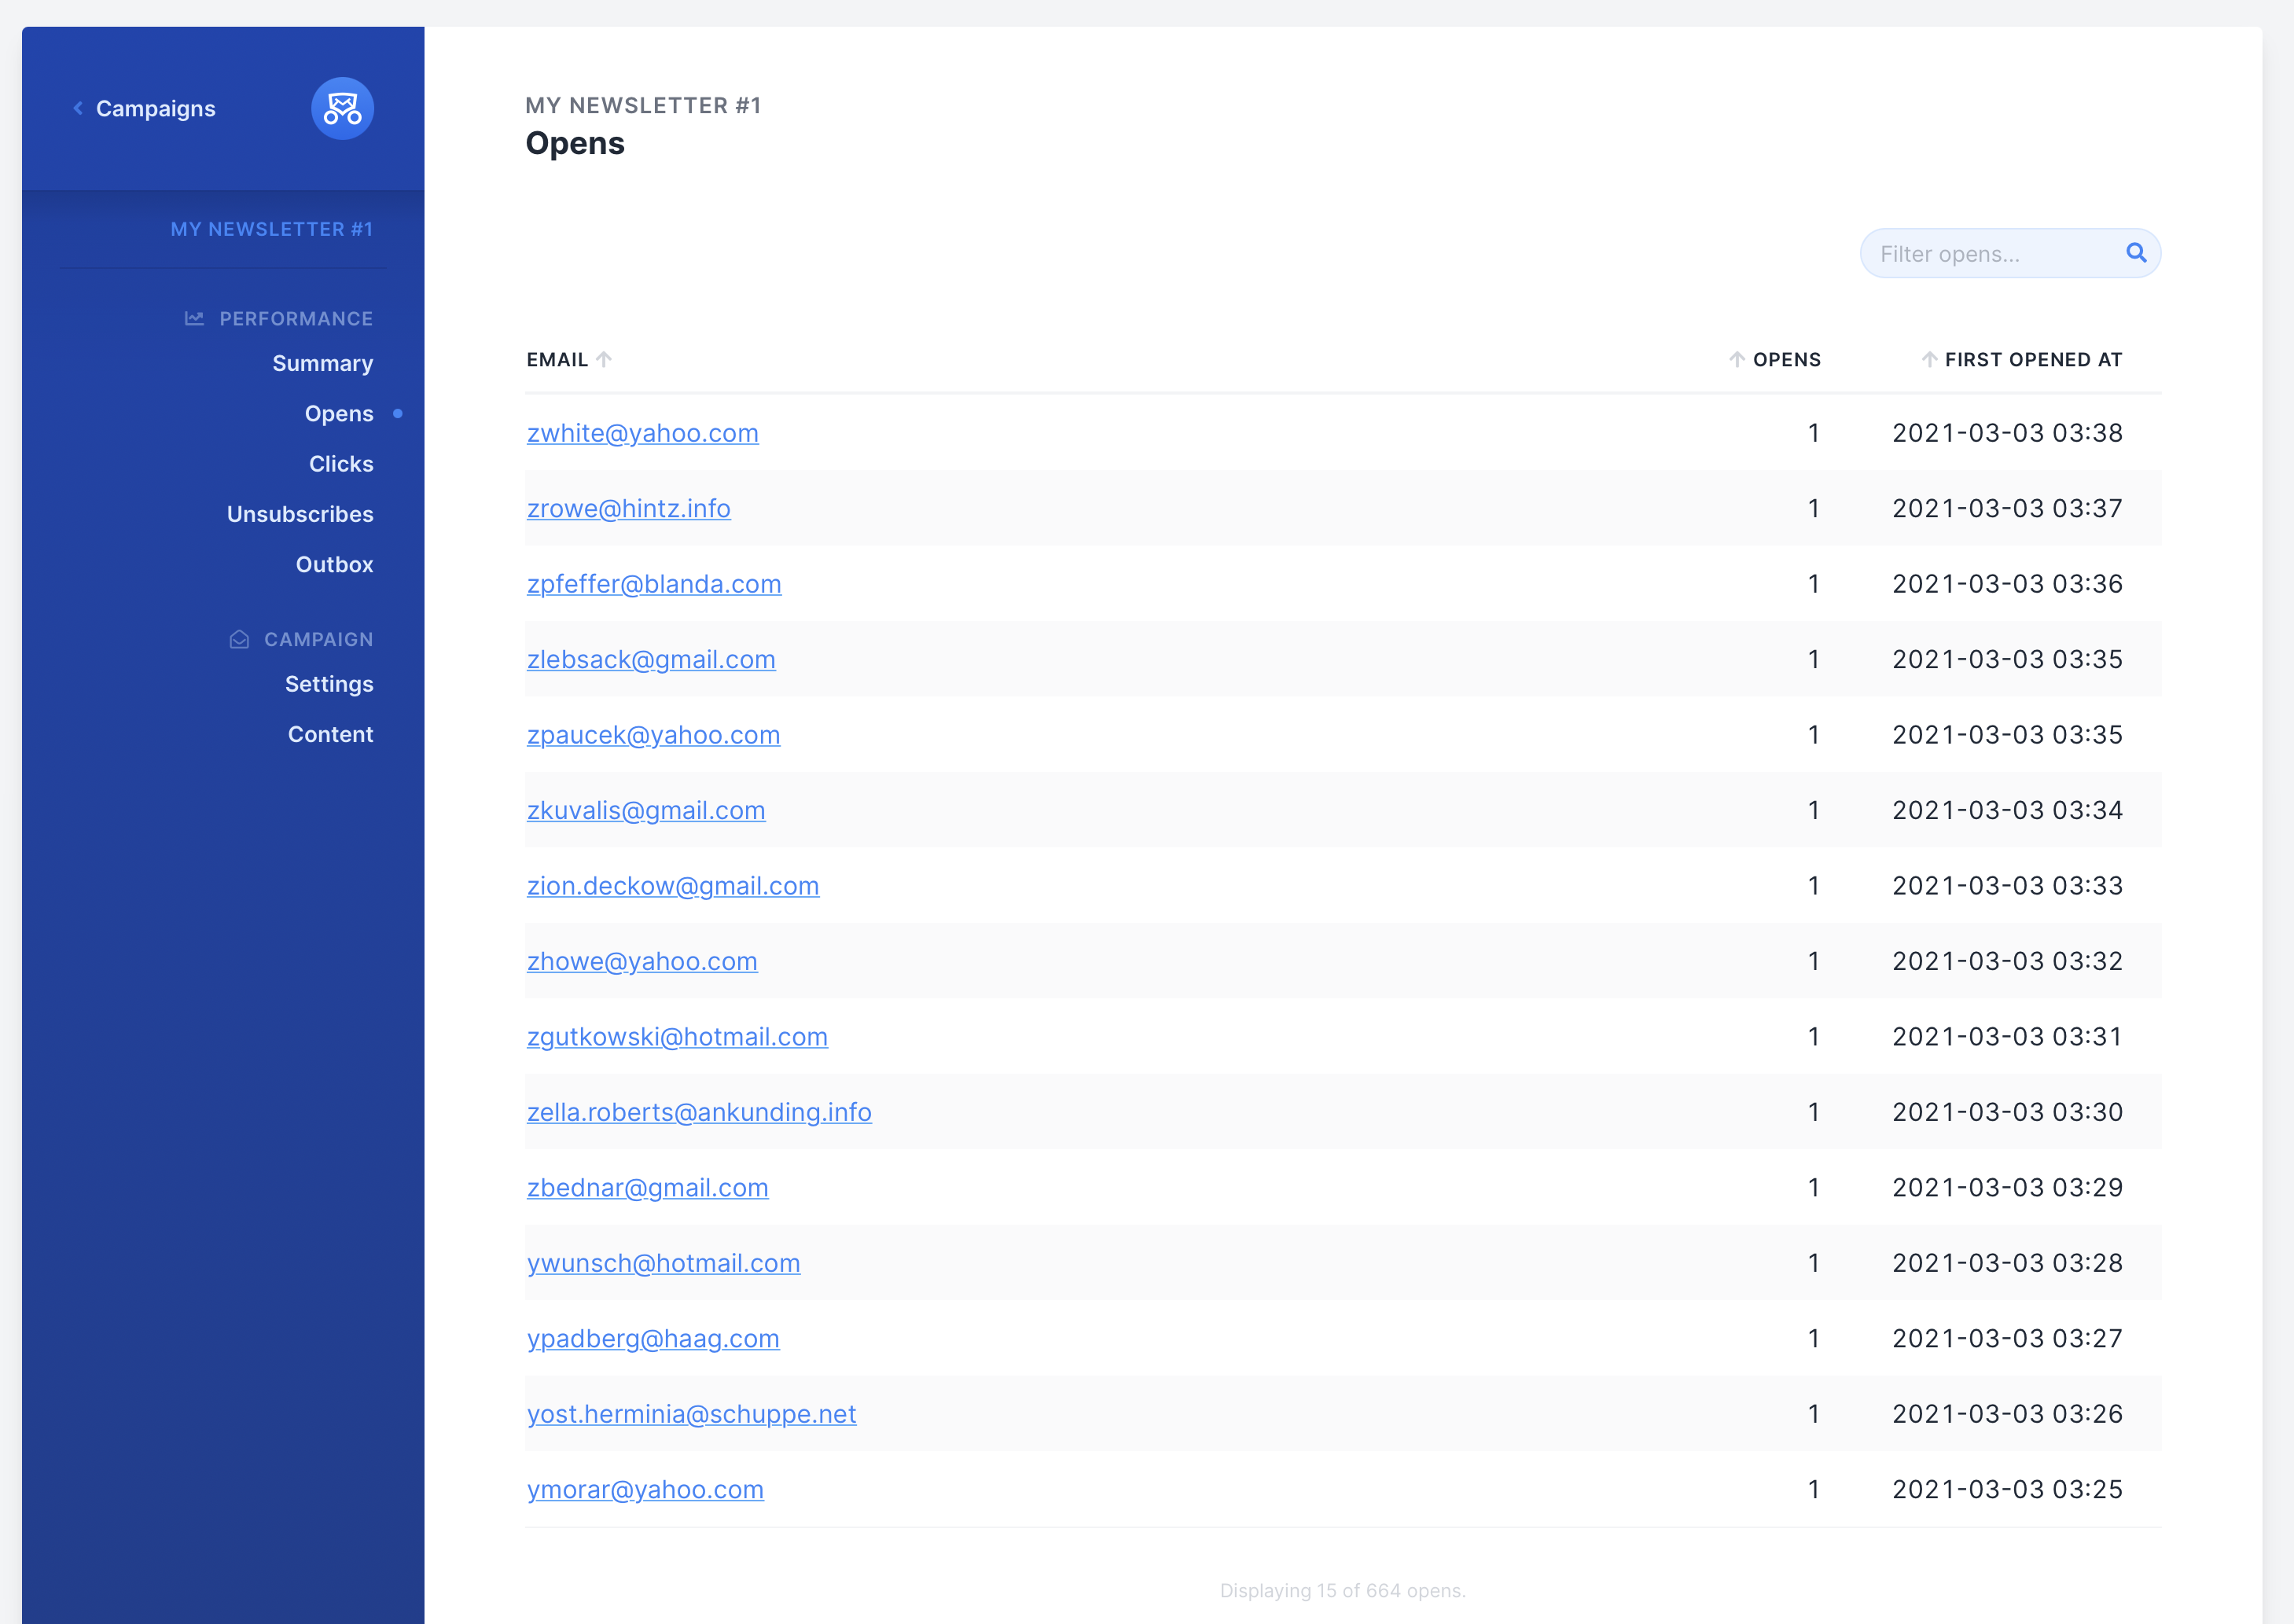 Campaigns
MY NEWSLETTER #1
PERFORMANCE
Summary
Opens
Clicks
Unsubscribes
Outbox
CAMPAIGN
Settings
Content
MY NEWSLETTER #1
Opens
Filter opens...
EMAIL OPENS FIRST OPENED AT
zwhite@yahoo.com 1 2021-03-03 03:38
zrowe@hintz.info 1 2021-03-03 03:37
zpfeffer@blanda.com 1 2021-03-03 03:36
zlebsack@gmail.com 1 2021-03-03 03:35
zpaucek@yahoo.com 1 2021-03-03 03:35
zkuvalis@gmail.com 1 2021-03-03 03:34
zion.deckow@gmail.com 1 2021-03-03 03:33
zhowe@yahoo.com 1 2021-03-03 03:32
zgutkowski@hotmail.com 1 2021-03-03 03:31
zella.roberts@ankunding.info 1 2021-03-03 03:30
zbednar@gmail.com 1 2021-03-03 03:29
ywunsch@hotmail.com 1 2021-03-03 03:28
ypadberg@haag.com 1 2021-03-03 03:27
yost.herminia@schuppe.net 1 2021-03-03 03:26
ymorar@yahoo.com 1 2021-03-03 03:25
Displaying 15 of 664 opens.